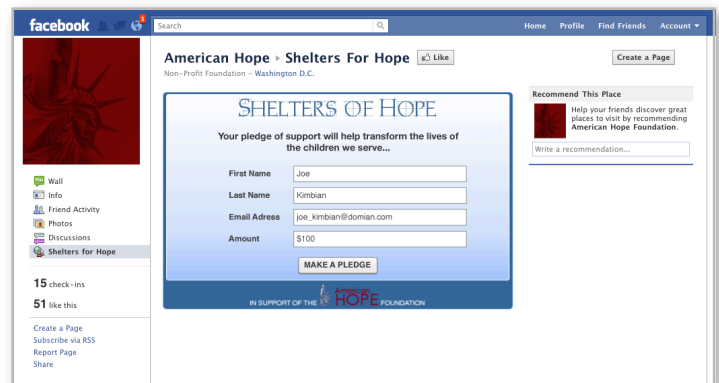 facebook
3
Search
Home Profile Find Friends Account
American Hope ▸ Shelters For Hope
Like
Create a Page
Non-Profit Foundation – Washington D.C.
Recommend This Place
Help your friends discover great
places to visit by recommending
American Hope Foundation.
Write a recommendation...
SHELTERS OF HOPE
Your pledge of support will help transform the lives of
the children we serve...
First Name Joe
Last Name Kimbian
Email Adress joe_kimbian@domian.com
Amount $100
MAKE A PLEDGE
IN SUPPORT OF THE American HOPE FOUNDATION
Wall
Info
Friend Activity
Photos
Discussions
Shelters for Hope
15 check-ins
51 like this
Create a Page
Subscribe via RSS
Report Page
Share